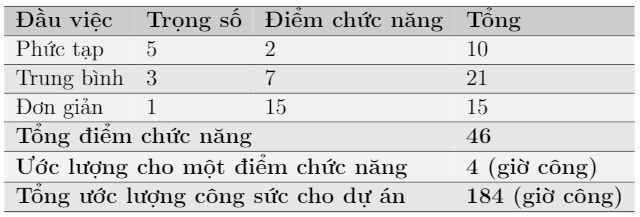 Đầu việc Trọng số Điểm chức năng Tổng
Phức tạp 5 2 10
Trung bình 3 7 21
Đơn giản 1 15 15
Tổng điểm chức năng 46
Ước lượng cho một điểm chức năng 4 (giờ công)
Tổng ước lượng công sức cho dự án 184 (giờ công)